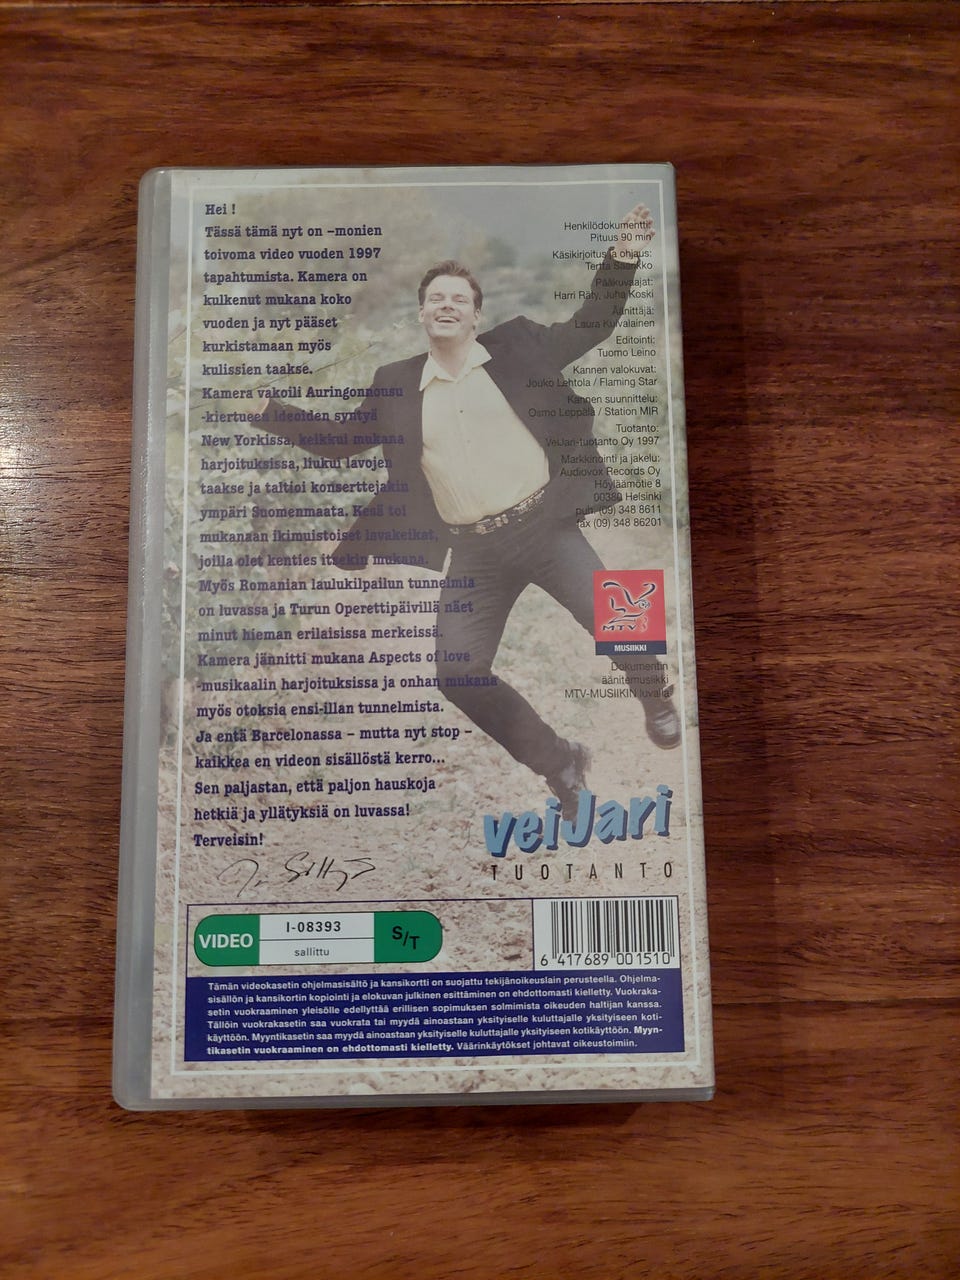 Hei !
Tässä tämä nyt on –monien
toivoma video vuoden 1997
tapahtumista. Kamera on
kulkenut mukana koko
vuoden ja nyt pääset
kurkistamaan myös
kulissien taakse.
Kamera vakoili Auringonnousu
-kiertueen ideoiden syntyä
New Yorkissa, keikkui mukana
harjoituksissa, liukui lavojen
taakse ja taltioi konserttejakin
ympäri Suomenmaata. Kesä toi
mukanaan ikimuistoiset lavakeikat,
joilla olet kenties itsekin mukana.
Myös Romanian laulukilpailun tunnelmia
on luvassa ja Turun Operettipäivillä näet
minut hieman erilaisissa merkeissä.
Kamera jännitti mukana Aspects of love
-musikaalin harjoituksissa ja onhan mukana
myös otoksia ensi-illan tunnelmista.
Ja entä Barcelonassa – mutta nyt stop –
kaikkea en videon sisällöstä kerro...
Sen paljastan, että paljon hauskoja
hetkiä ja yllätyksiä on luvassa!
Terveisin!
Henkilödokumentti:
Pituus 90 min
Käsikirjoitus ja ohjaus:
Terttu Saarikko
Pääkuvaajat:
Harri Räty, Juha Koski
Äänittäjä:
Laura Kuivalainen
Editointi:
Tuomo Leino
Kannen valokuvat:
Jouko Lehtola / Flaming Star
Kannen suunnittelu:
Osmo Leppälä / Station MIR
Tuotanto:
VeiJari-tuotanto Oy 1997
Markkinointi ja jakelu:
Audiovox Records Oy
Höyläämötie 8
00380 Helsinki
puh. (09) 348 8611
fax (09) 348 86201
MTV3
MUSIIKKI
Dokumentin
äänitemusiikki
MTV-MUSIIKIN luvalla
veiJari
TUOTANTO
VIDEO I-08393 S/T
sallittu
6 417689 001510
Tämän videokasetin ohjelmasisältö ja kansikortti on suojattu tekijänoikeuslain perusteella. Ohjelma-
sisällön ja kansikortin kopiointi ja elokuvan julkinen esittäminen on ehdottomasti kielletty. Vuokraka-
setin vuokraaminen yleisölle edellyttää erillisen sopimuksen solmimista oikeuden haltijan kanssa.
Tällöin vuokrakasetin saa vuokrata tai myydä ainoastaan yksityiselle kuluttajalle yksityiseen koti-
käyttöön. Myyntikasetin saa myydä ainoastaan yksityiselle kuluttajalle yksityiseen kotikäyttöön. Myyn-
tikasetin vuokraaminen on ehdottomasti kielletty. Väärinkäytökset johtavat oikeustoimiin.